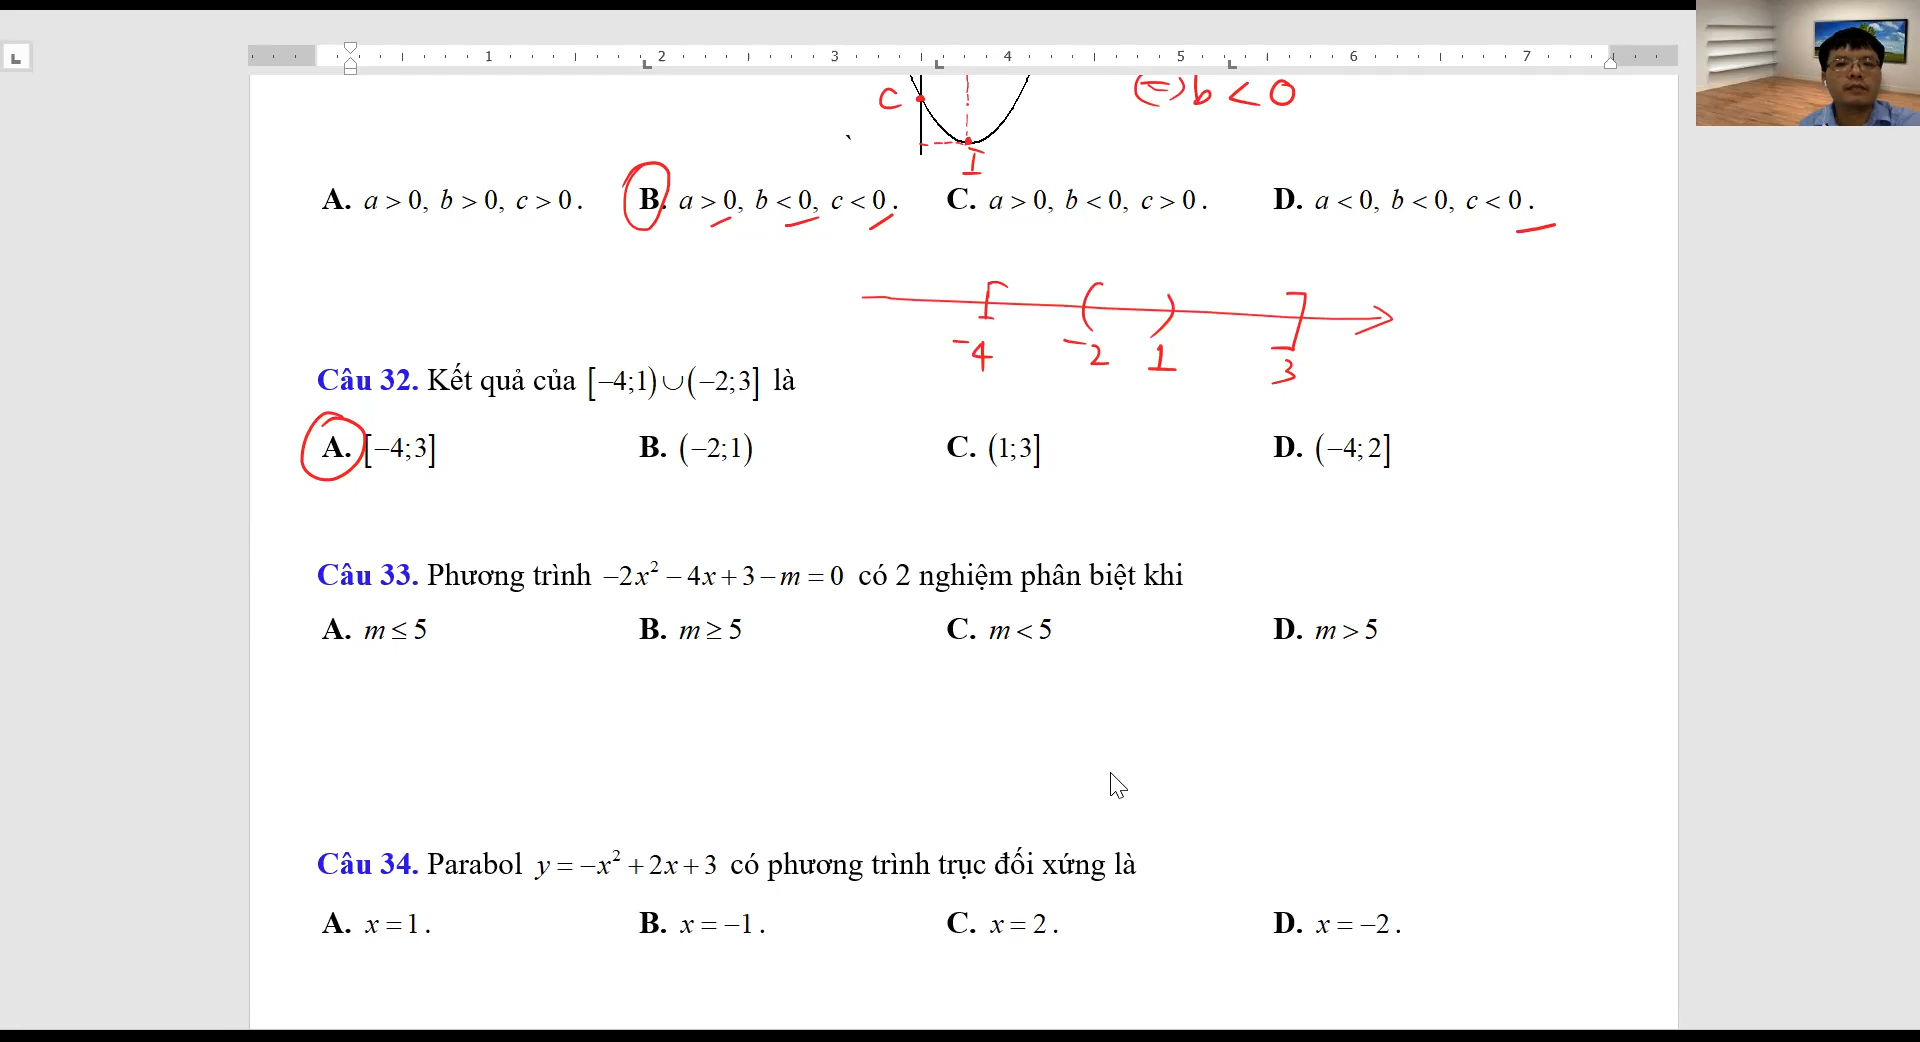 1 2 3 4 5 6 7
C (=) b < 0
I
A. a > 0, b > 0, c > 0. B. a > 0, b < 0, c < 0. C. a > 0, b < 0, c > 0. D. a < 0, b < 0, c < 0.
-4 -2 1 3
Câu 32. Kết quả của [−4;1)∪(−2;3] là
A. [−4;3] B. (−2;1) C. (1;3] D. (−4;2]
Câu 33. Phương trình −2x² − 4x + 3 − m = 0 có 2 nghiệm phân biệt khi
A. m ≤ 5 B. m ≥ 5 C. m < 5 D. m > 5
Câu 34. Parabol y = −x² + 2x + 3 có phương trình trục đối xứng là
A. x = 1. B. x = −1. C. x = 2. D. x = −2.